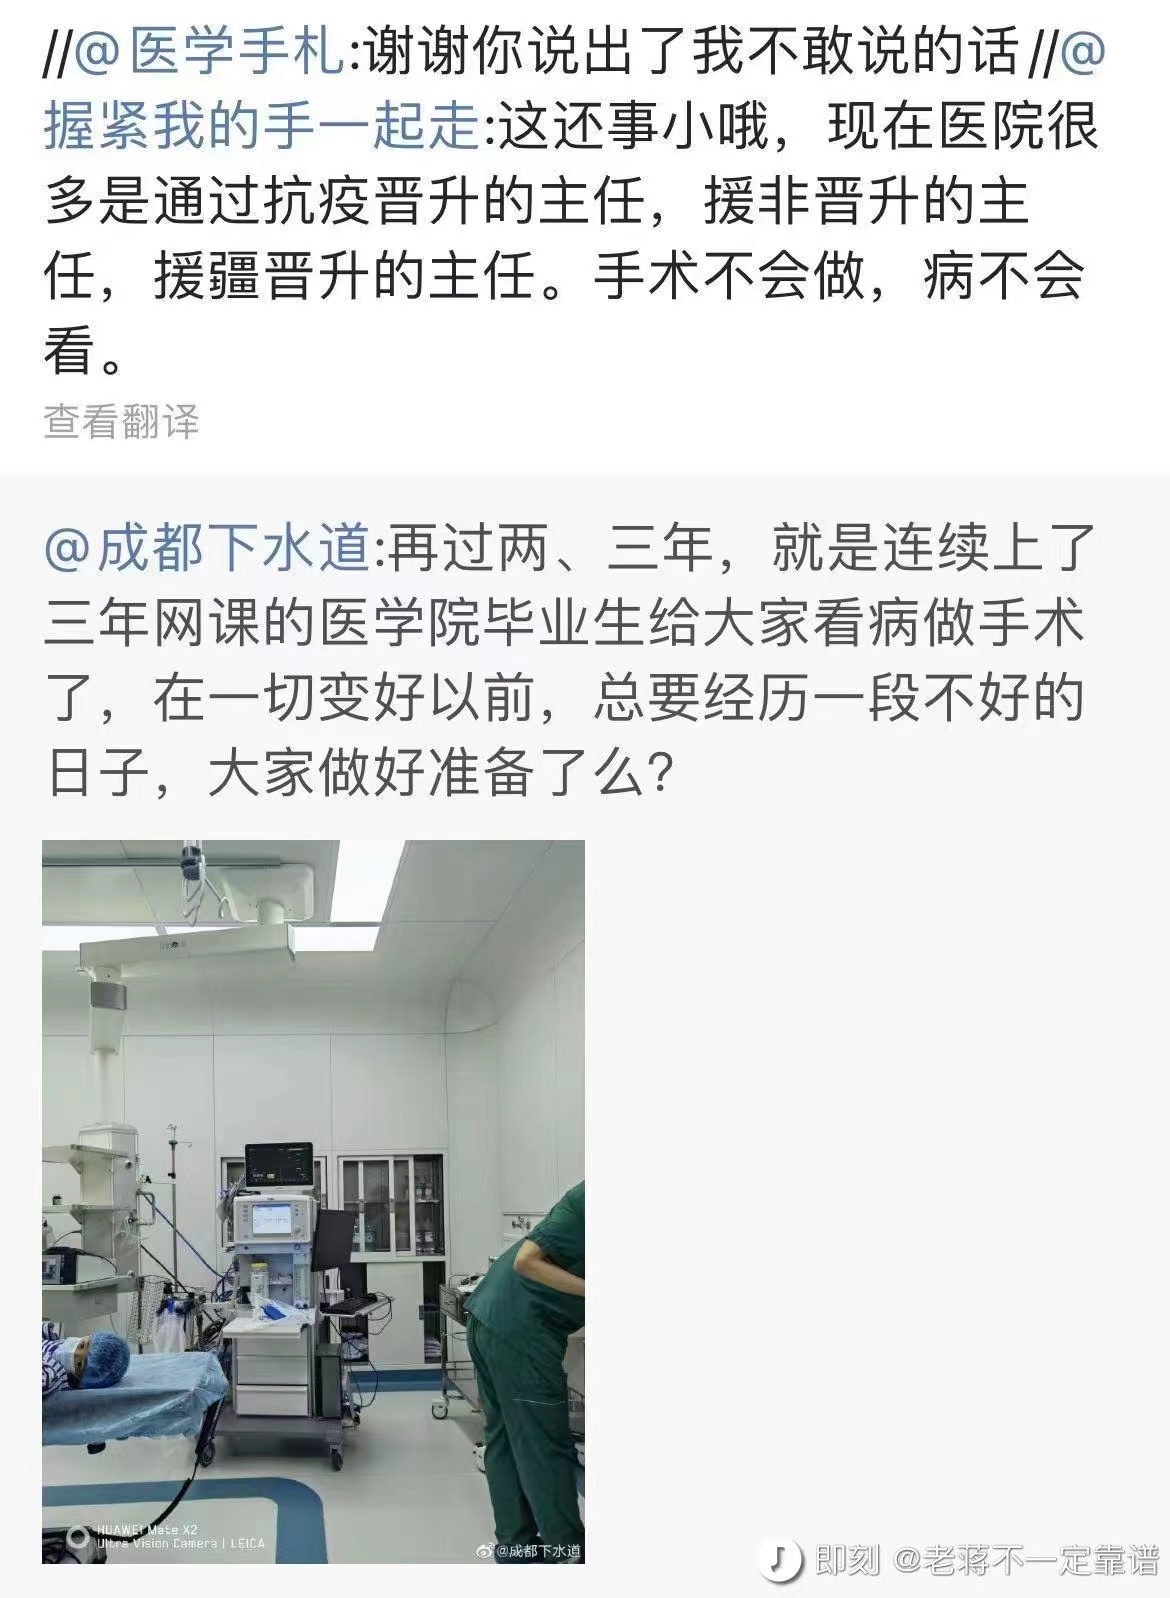 //@医学手札:谢谢你说出了我不敢说的话//@
握紧我的手一起走:这还事小哦，现在医院很
多是通过抗疫晋升的主任，援非晋升的主
任，援疆晋升的主任。手术不会做，病不会
看。
查看翻译
@成都下水道:再过两、三年，就是连续上了
三年网课的医学院毕业生给大家看病做手术
了，在一切变好以前，总要经历一段不好的
日子，大家做好准备了么？
HUAWEI Mate X2
Ultra Vision Camera | LEICA
@成都下水道
即刻 @老蒋不一定靠谱